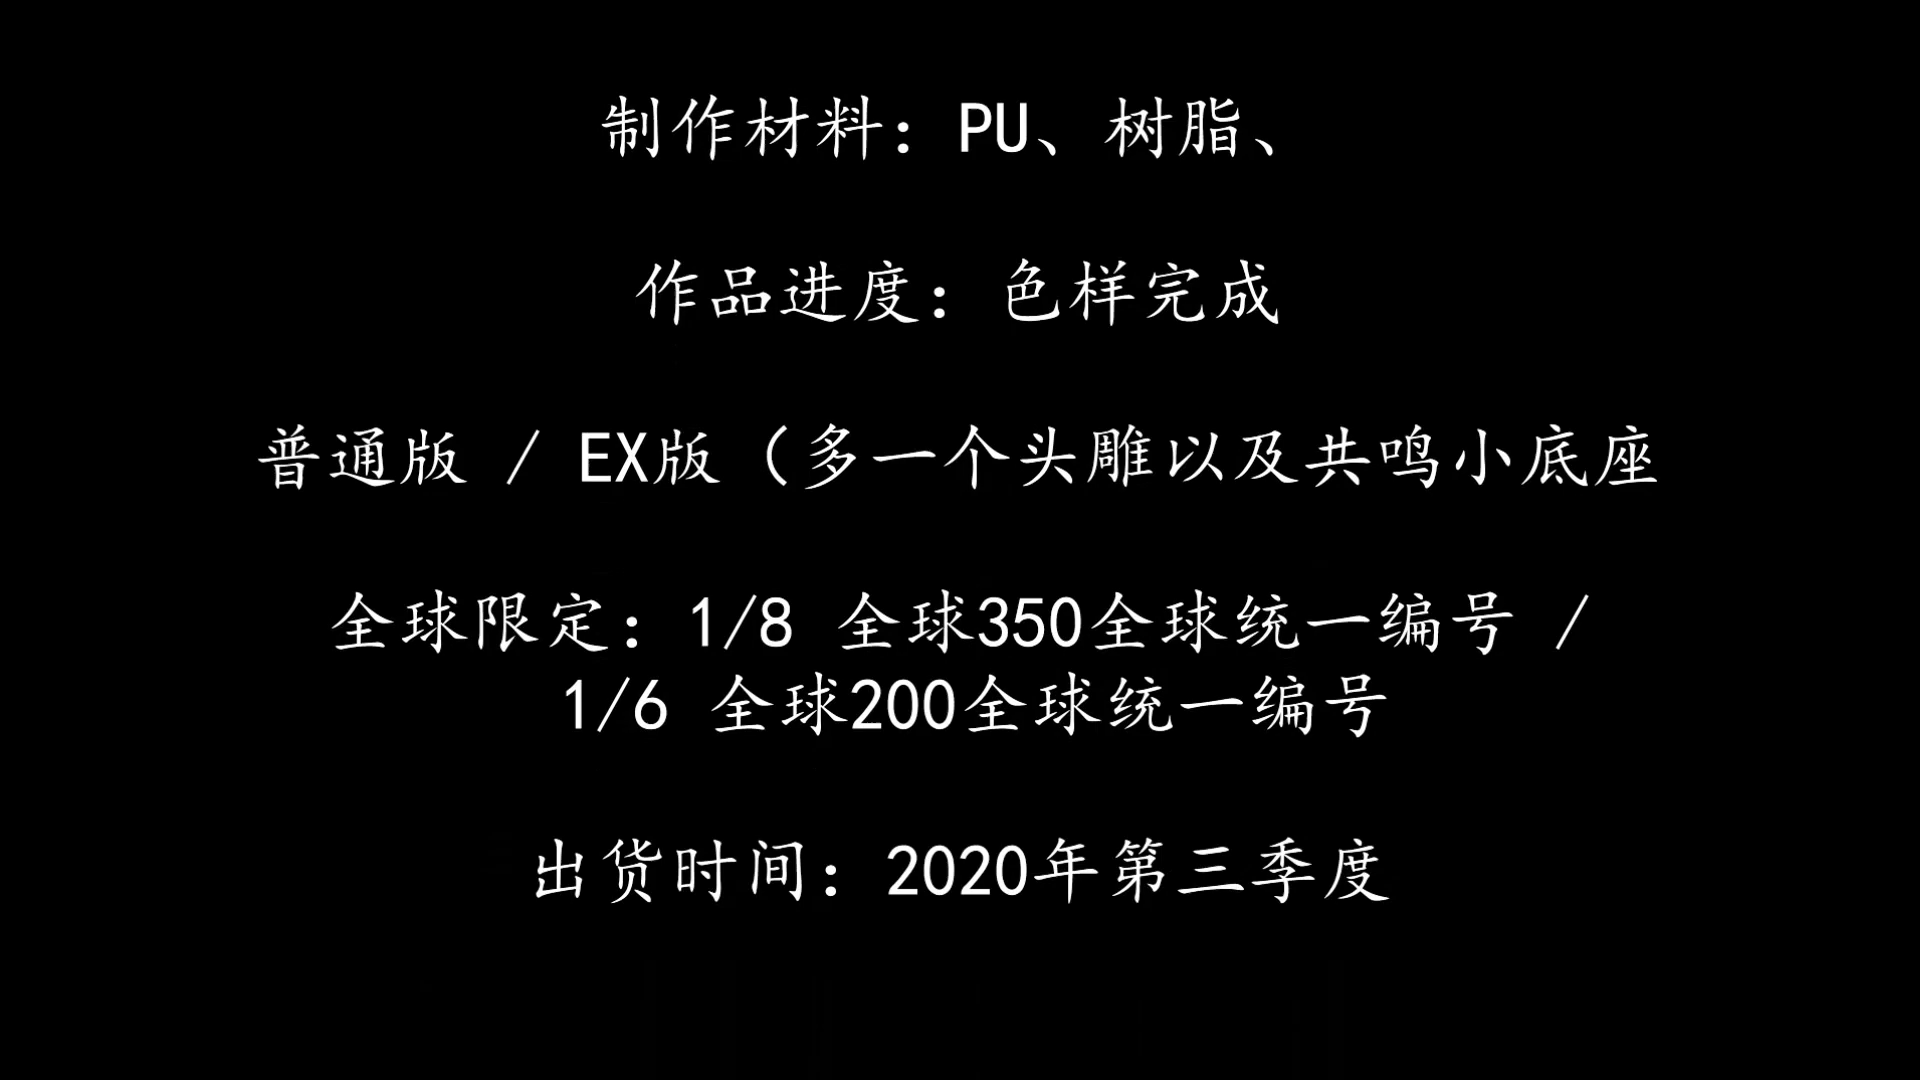 制作材料：PU、树脂、
作品进度：色样完成
普通版 / EX版（多一个头雕以及共鸣小底座
全球限定：1/8 全球350全球统一编号 /
1/6 全球200全球统一编号
出货时间：2020年第三季度